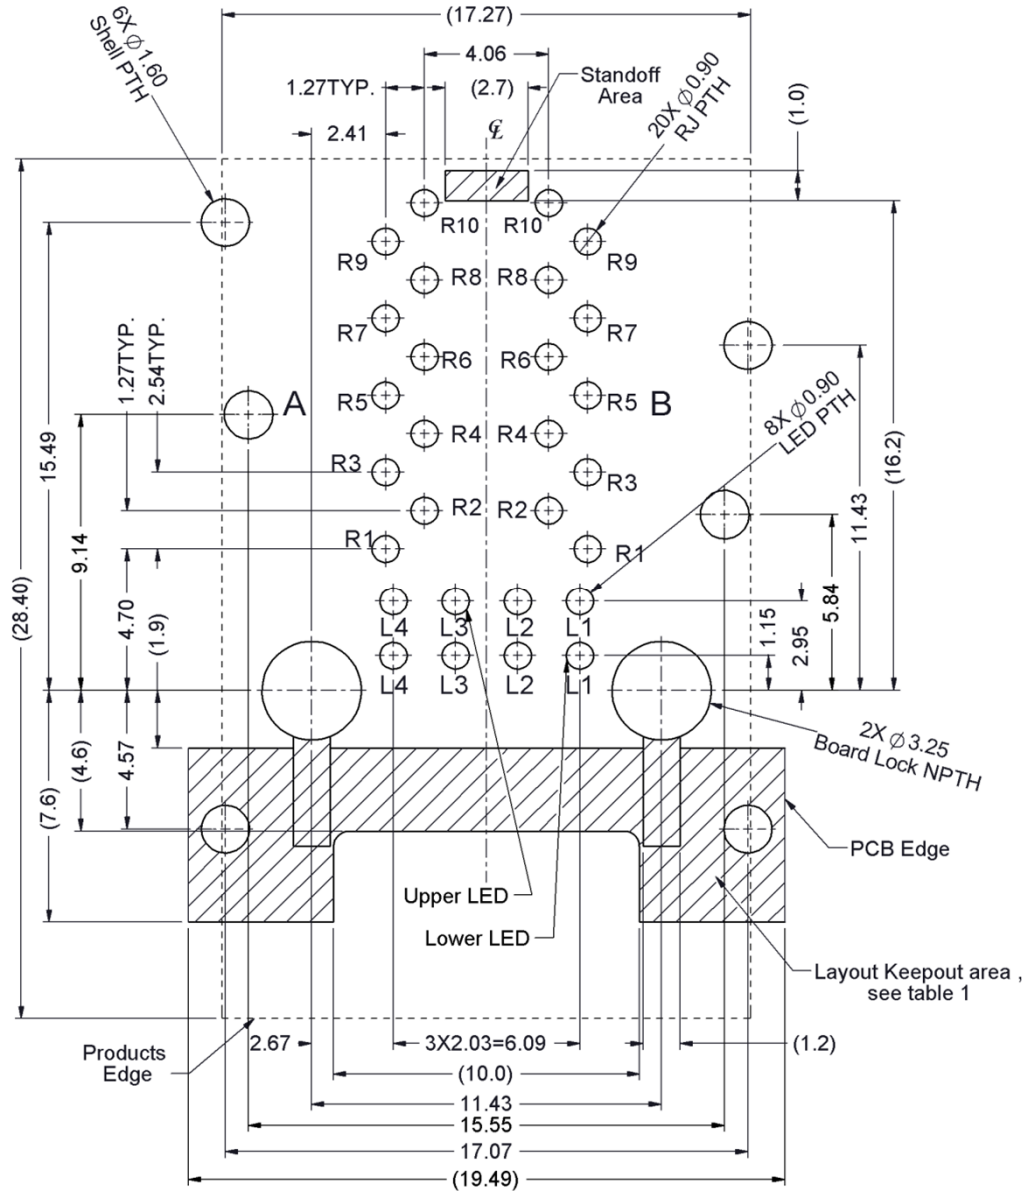 (17.27)
6X Ø1.60
Shell PTH
4.06
1.27TYP.
(2.7)
Standoff
Area
20X Ø0.90
RJ PTH
(1.0)
2.41
℄
R10
R10
R9
R9
R8
R8
R7
R7
R6
R6
R5
R5
A
B
R4
R4
R3
R3
R2
R2
R1
R1
1.27TYP.
2.54TYP.
8X Ø0.90
LED PTH
15.49
9.14
(28.40)
4.70
(1.9)
(16.2)
11.43
5.84
2.95
1.15
L4
L3
L2
L1
L4
L3
L2
L1
2X Ø3.25
Board Lock NPTH
(7.6)
(4.6)
4.57
PCB Edge
Upper LED
Lower LED
Layout Keepout area ,
see table 1
Products
Edge
2.67
3X2.03=6.09
(1.2)
(10.0)
11.43
15.55
17.07
(19.49)